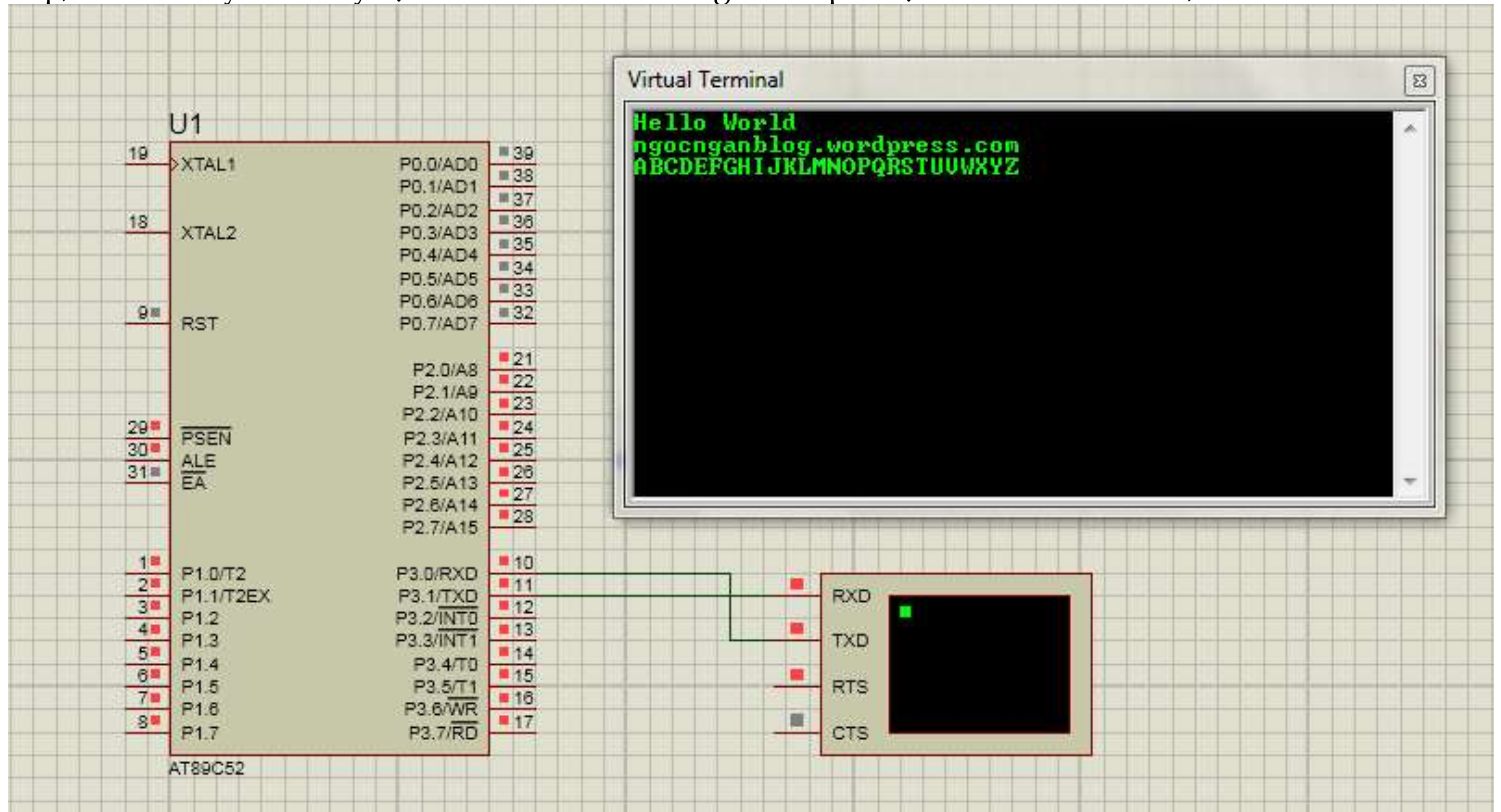 Virtual Terminal
Hello World
ngocnganblog.wordpress.com
ABCDEFGHIJKLMNOPQRSTUVWXYZ
U1
19 XTAL1
18 XTAL2
9 RST
29 PSEN
30 ALE
31 EA
1 P1.0/T2
2 P1.1/T2EX
3 P1.2
4 P1.3
5 P1.4
6 P1.5
7 P1.6
8 P1.7
P0.0/AD0 39
P0.1/AD1 38
P0.2/AD2 37
P0.3/AD3 36
P0.4/AD4 35
P0.5/AD5 34
P0.6/AD6 33
P0.7/AD7 32
P2.0/A8 21
P2.1/A9 22
P2.2/A10 23
P2.3/A11 24
P2.4/A12 25
P2.5/A13 26
P2.6/A14 27
P2.7/A15 28
P3.0/RXD 10
P3.1/TXD 11
P3.2/INT0 12
P3.3/INT1 13
P3.4/T0 14
P3.5/T1 15
P3.6/WR 16
P3.7/RD 17
AT89C52
RXD
TXD
RTS
CTS